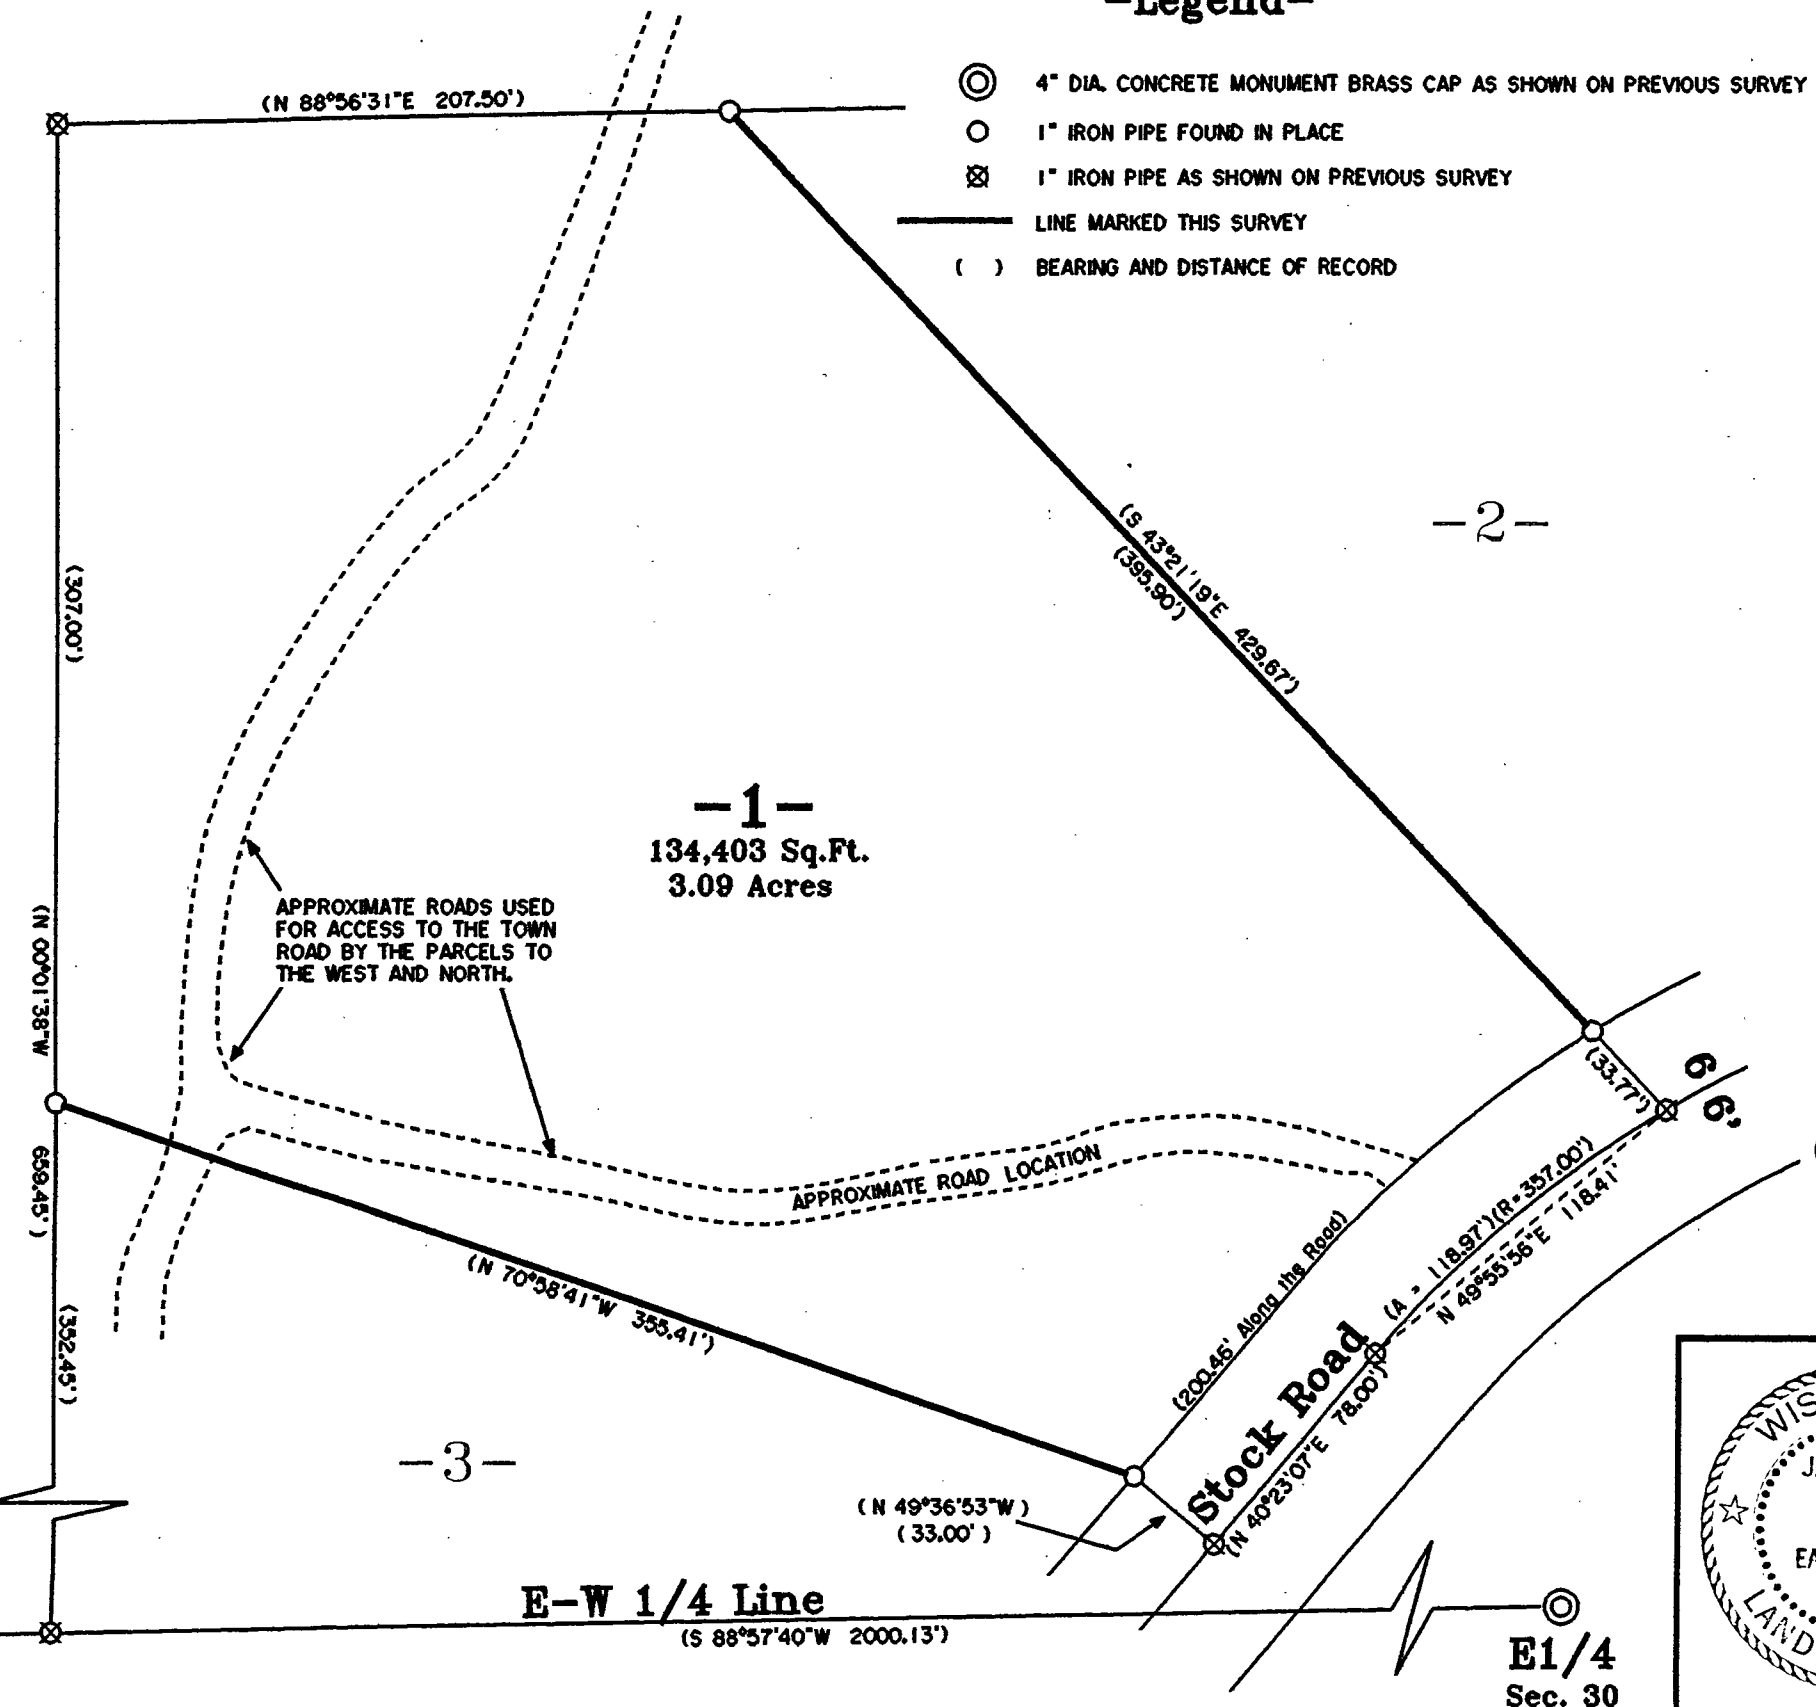 -Legend-
4" DIA. CONCRETE MONUMENT BRASS CAP AS SHOWN ON PREVIOUS SURVEY
1" IRON PIPE FOUND IN PLACE
1" IRON PIPE AS SHOWN ON PREVIOUS SURVEY
LINE MARKED THIS SURVEY
( ) BEARING AND DISTANCE OF RECORD
(N 88°56'31"E 207.50')
(307.00')
(S 43°21'19"E 429.67')
(395.90')
-2-
-1-
134,403 Sq.Ft.
3.09 Acres
APPROXIMATE ROADS USED
FOR ACCESS TO THE TOWN
ROAD BY THE PARCELS TO
THE WEST AND NORTH.
(N 00°01'38"W 659.45')
(33.77')
66'
APPROXIMATE ROAD LOCATION
(A = 118.97')(R=357.00')
N 49°55'56"E 118.41'
(200.46' Along the Road)
(N 70°58'41"W 355.41')
(352.45')
Stock Road
(N 40°23'07"E 78.00')
-3-
(N 49°36'53"W)
(33.00')
E-W 1/4 Line
(S 88°57'40"W 2000.13')
E1/4
Sec. 30
WIS
LAND